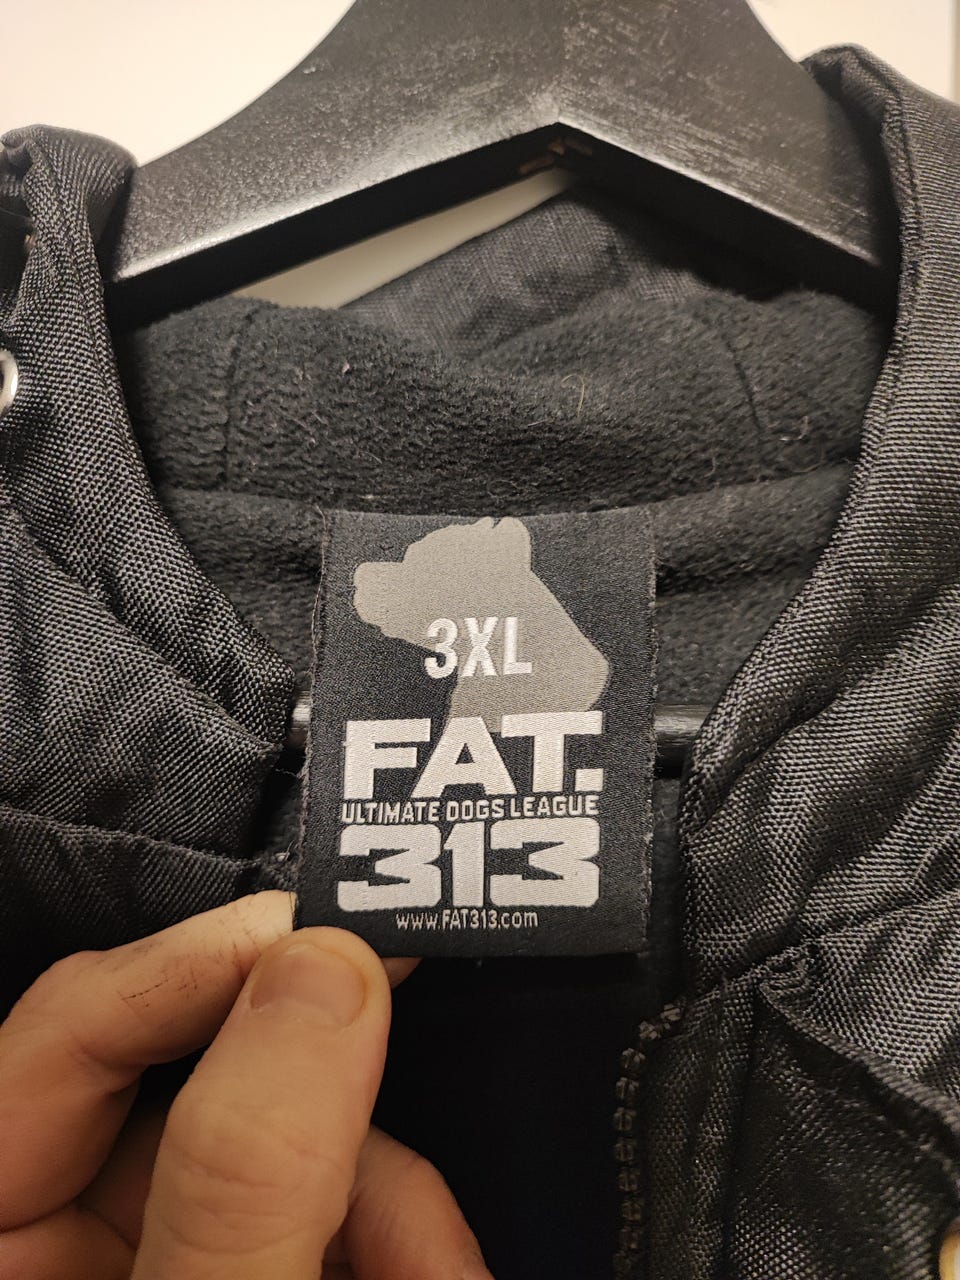 3XL
FAT.
ULTIMATE DOGS LEAGUE
313
www.FAT313.com